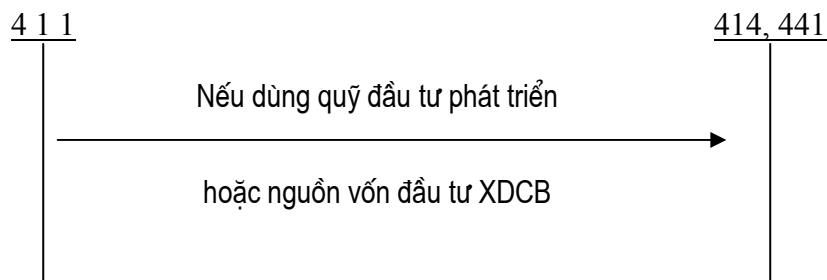 4 1 1
414, 441
Nếu dùng quỹ đầu tư phát triển
hoặc nguồn vốn đầu tư XDCB